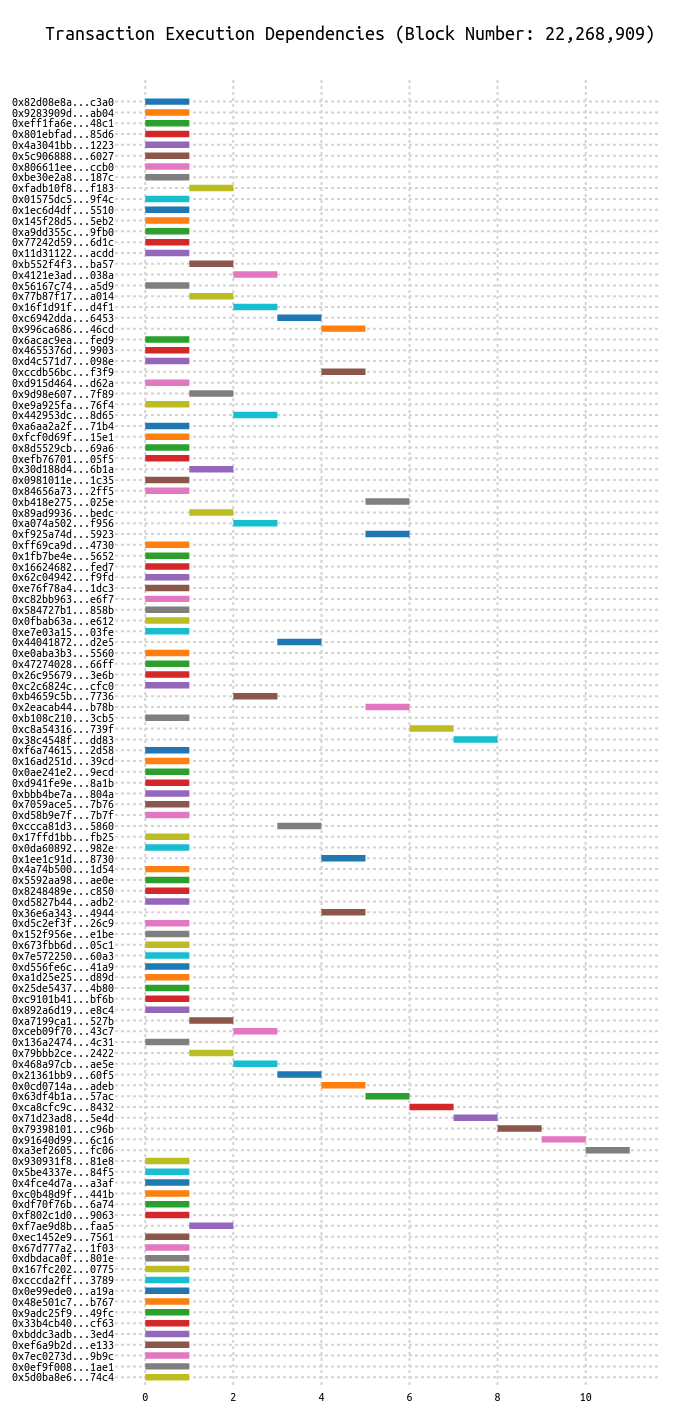 Transaction Execution Dependencies (Block Number: 22,268,909)
0x82d08e8a...c3a0
0x9283909d...ab04
0xeff1fa6e...48c1
0x801ebfad...85d6
0x4a3041bb...1223
0x5c906888...6027
0x806611ee...ccb0
0xbe30e2a8...187c
0xfadb10f8...f183
0x01575dc5...9f4c
0x1ec6d4df...5510
0x145f28d5...5eb2
0xa9dd355c...9fb0
0x77242d59...6d1c
0x11d31122...acdd
0xb552f4f3...ba57
0x4121e3ad...038a
0x56167c74...a5d9
0x77b87f17...a014
0x16f1d91f...d4f1
0xc6942dda...6453
0x996ca686...46cd
0x6acac9ea...fed9
0x4655376d...9903
0xd4c571d7...098e
0xccdb56bc...f3f9
0xd915d464...d62a
0x9d98e607...7f89
0xe9a925fa...76f4
0x442953dc...8d65
0xa6aa2a2f...71b4
0xfcf0d69f...15e1
0x8d5529cb...69a6
0xefb76701...05f5
0x30d188d4...6b1a
0x0981011e...1c35
0x84656a73...2ff5
0xb418e275...025e
0x89ad9936...bedc
0xa074a502...f956
0xf925a74d...5923
0xff69ca9d...4730
0x1fb7be4e...5652
0x16624682...fed7
0x62c04942...f9fd
0xe76f78a4...1dc3
0xc82bb963...e6f7
0x584727b1...858b
0x0fbab63a...e612
0xe7e03a15...03fe
0x44041872...d2e5
0xe0aba3b3...5560
0x47274028...66ff
0x26c95679...3e6b
0xc2c6824c...cfc0
0xb4659c5b...7736
0x2eacab44...b78b
0xb108c210...3cb5
0xc8a54316...739f
0x38c4548f...dd83
0xf6a74615...2d58
0x16ad251d...39cd
0x0ae241e2...9ecd
0xd941fe9e...8a1b
0xbbb4be7a...804a
0x7059ace5...7b76
0xd58b9e7f...7b7f
0xccca81d3...5860
0x17ffd1bb...fb25
0x0da60892...982e
0x1ee1c91d...8730
0x4a74b500...1d54
0x5592aa98...ae0e
0x8248489e...c850
0xd5827b44...adb2
0x36e6a343...4944
0xd5c2ef3f...26c9
0x152f956e...e1be
0x673fbb6d...05c1
0x7e572250...60a3
0xd556fe6c...41a9
0xa1d25e25...d89d
0x25de5437...4b80
0xc9101b41...bf6b
0x892a6d19...e8c4
0xa7199ca1...527b
0xceb09f70...43c7
0x136a2474...4c31
0x79bbb2ce...2422
0x468a97cb...ae5e
0x21361bb9...60f5
0x0cd0714a...adeb
0x63df4b1a...57ac
0xca8cfc9c...8432
0x71d23ad8...5e4d
0x79398101...c96b
0x91640d99...6c16
0xa3ef2605...fc06
0x930931f8...81e8
0x5be4337e...84f5
0x4fce4d7a...a3af
0xc0b48d9f...441b
0xdf70f76b...6a74
0xf802c1d0...9063
0xf7ae9d8b...faa5
0xec1452e9...7561
0x67d777a2...1f03
0xdbdaca0f...801e
0x167fc202...0775
0xcccda2ff...3789
0x0e99ede0...a19a
0x48e501c7...b767
0x9adc25f9...49fc
0x33b4cb40...cf63
0xbddc3adb...3ed4
0xef6a9b2d...e133
0x7ec0273d...9b9c
0x0ef9f008...1ae1
0x5d0ba8e6...74c4
0 2 4 6 8 10